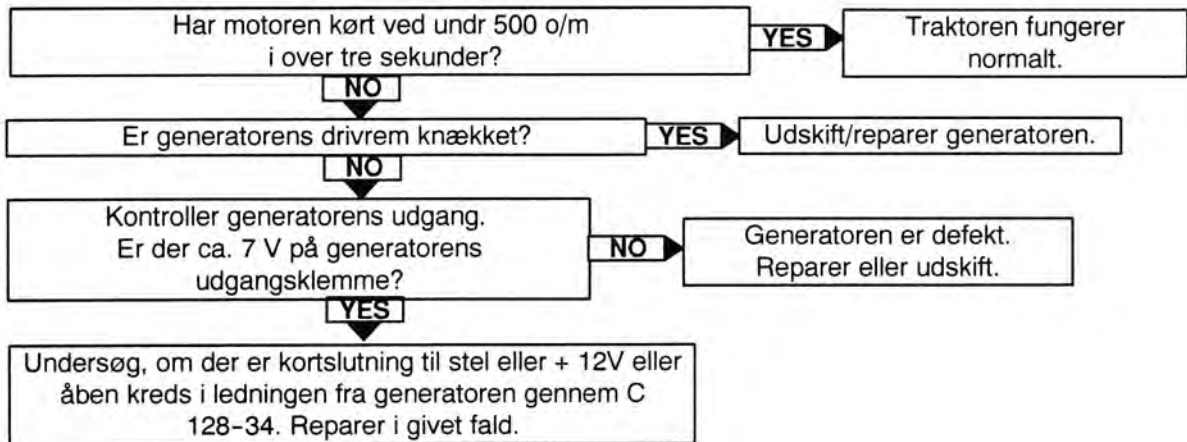 Har motoren kørt ved undr 500 o/m
i over tre sekunder?
YES
Traktoren fungerer
normalt.
NO
Er generatorens drivrem knækket?
YES
Udskift/reparer generatoren.
NO
Kontroller generatorens udgang.
Er der ca. 7 V på generatorens
udgangsklemme?
NO
Generatoren er defekt.
Reparer eller udskift.
YES
Undersøg, om der er kortslutning til stel eller + 12V eller
åben kreds i ledningen fra generatoren gennem C
128-34. Reparer i givet fald.